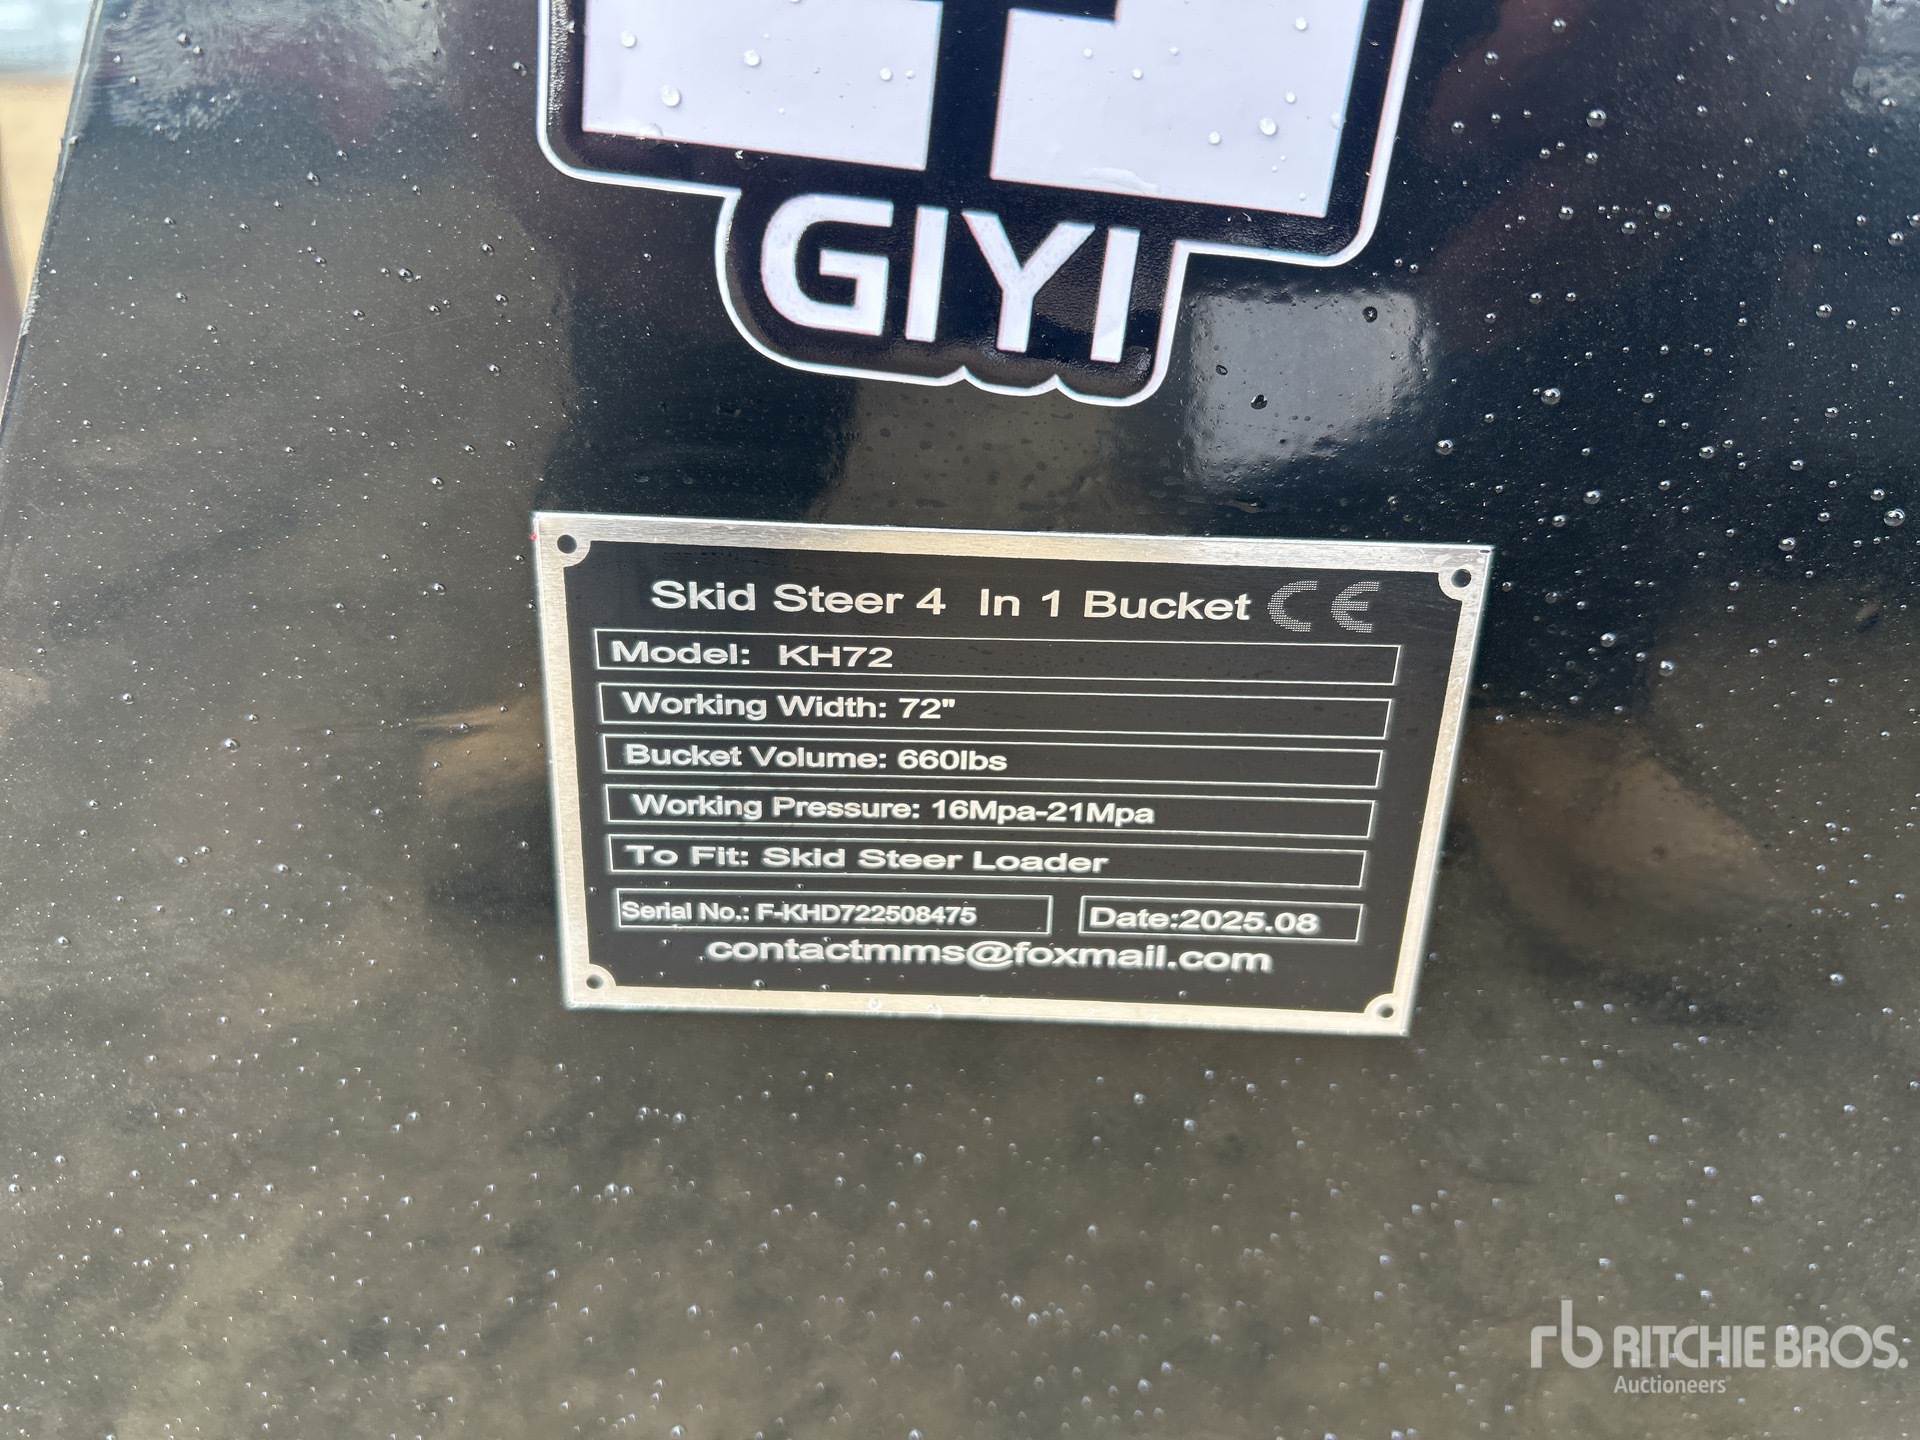 GIYI
Skid Steer 4 In 1 Bucket CE
Model: KH72
Working Width: 72"
Bucket Volume: 660lbs
Working Pressure: 16Mpa-21Mpa
To Fit: Skid Steer Loader
Serial No.: F-KHD722508475 Date:2025.08
contactmms@foxmail.com
rb RITCHIE BROS.
Auctioneers